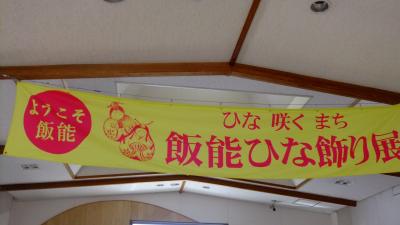 ようこそ
飯能
ひな 咲く まち
飯能ひな飾り展